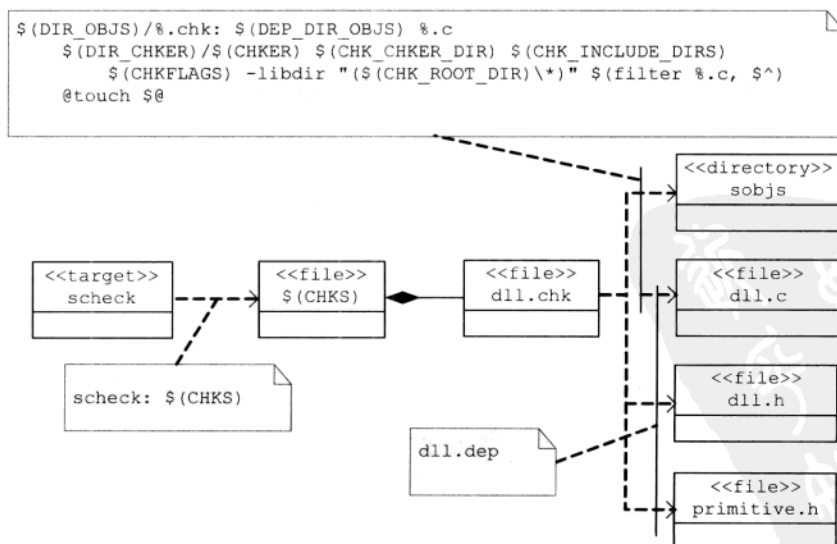 $(DIR_OBJS)/%.chk: $(DEP_DIR_OBJS) %.c
$(DIR_CHKER)/$(CHKER) $(CHK_CHKER_DIR) $(CHK_INCLUDE_DIRS)
$(CHKFLAGS) -libdir "($(CHK_ROOT_DIR)\*)" $(filter %.c, $^)
@touch $@
<<directory>>
sobjs
<<target>>
scheck
<<file>>
$(CHKS)
<<file>>
dll.chk
<<file>>
dll.c
scheck: $(CHKS)
<<file>>
dll.h
dll.dep
<<file>>
primitive.h